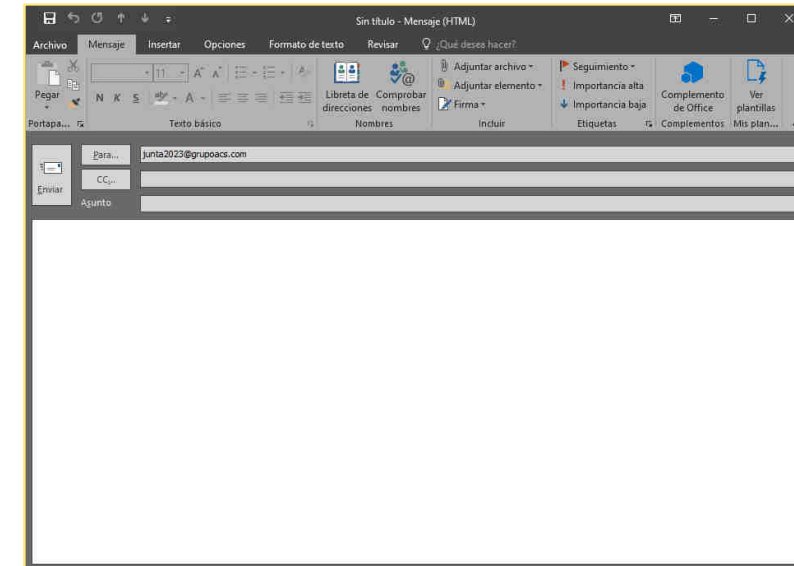 Sin título - Mensaje (HTML)
Archivo Mensaje Insertar Opciones Formato de texto Revisar ¿Qué desea hacer?
Pegar
11
A A
N K S
aby A
Libreta de direcciones
Comprobar nombres
Adjuntar archivo
Adjuntar elemento
Firma
Seguimiento
Importancia alta
Importancia baja
Complemento de Office
Ver plantillas
Portapa... Texto básico Nombres Incluir Etiquetas Complementos Mis plan...
Enviar
Para... junta2023@grupoacs.com
CC...
Asunto